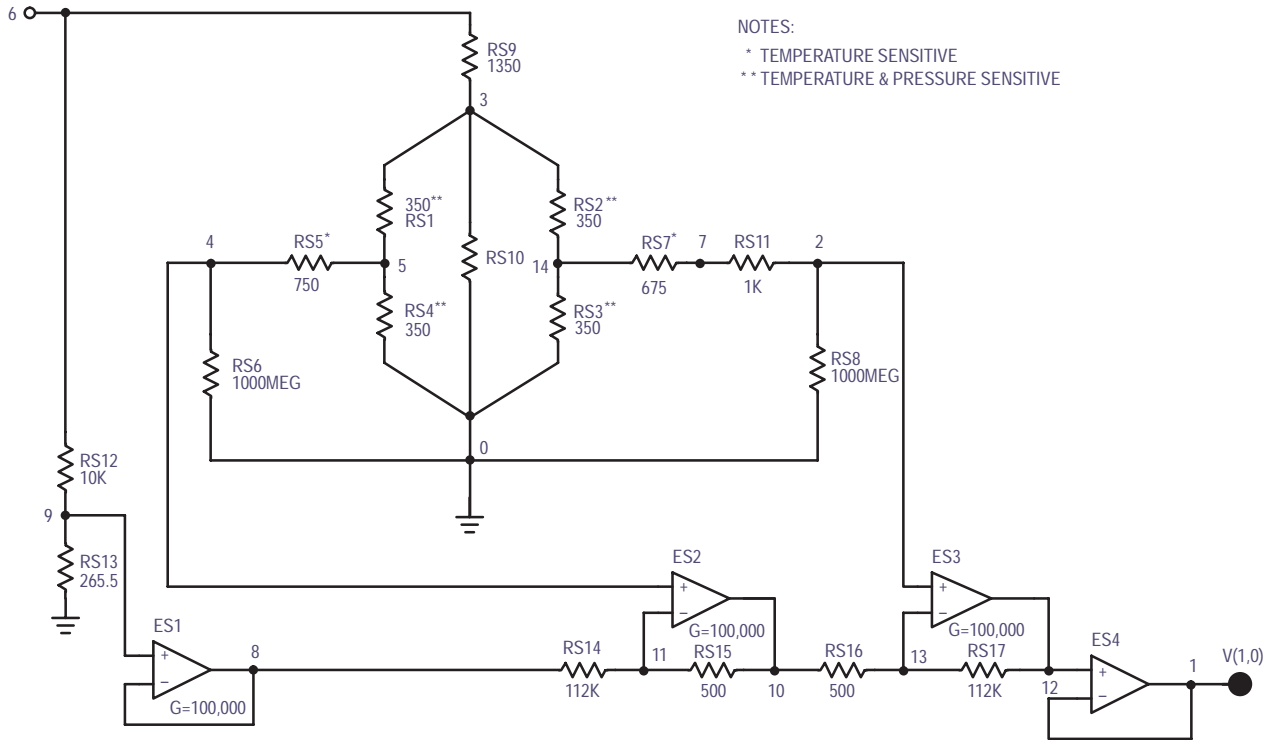 6
NOTES:
* TEMPERATURE SENSITIVE
* * TEMPERATURE & PRESSURE SENSITIVE
RS9
1350
3
350**
RS1
RS2**
350
4
RS5*
750
5
RS10
14
RS7*
675
7
RS11
1K
2
RS4**
350
RS3**
350
RS6
1000MEG
RS8
1000MEG
0
RS12
10K
9
RS13
265.5
ES1
+
–
G=100,000
8
RS14
112K
11
ES2
+
–
G=100,000
RS15
500
10
RS16
500
13
ES3
+
–
G=100,000
RS17
112K
12
ES4
+
–
1
V(1,0)